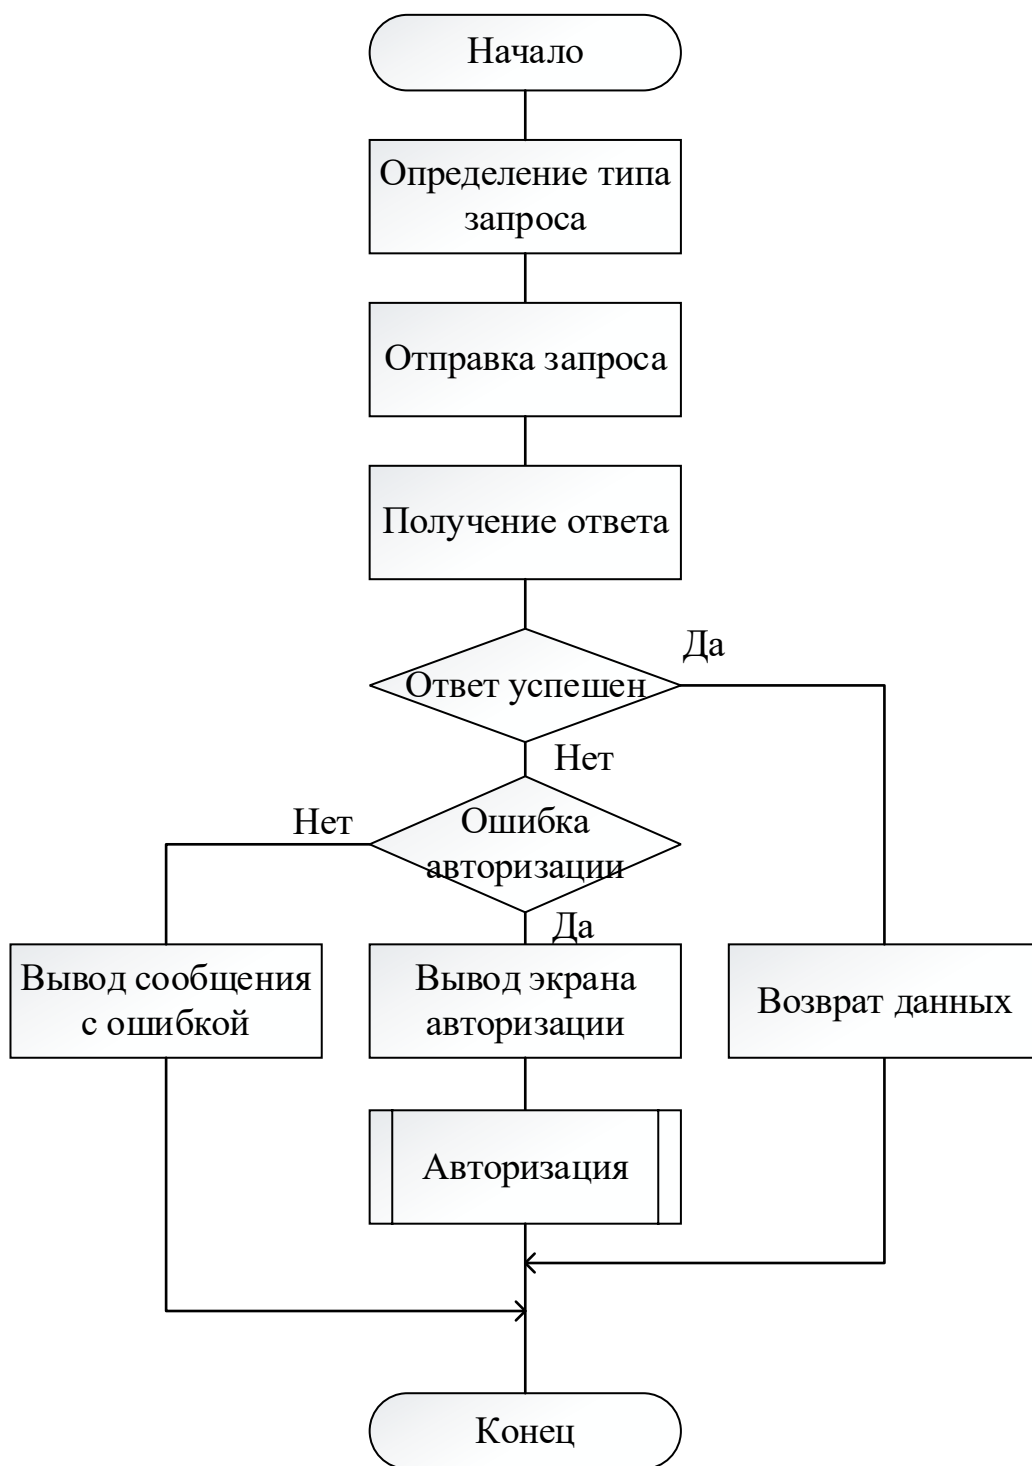 Начало
Определение типа
запроса
Отправка запроса
Получение ответа
Да
Ответ успешен
Нет
Нет
Ошибка
авторизации
Да
Вывод сообщения
с ошибкой
Вывод экрана
авторизации
Возврат данных
Авторизация
Конец